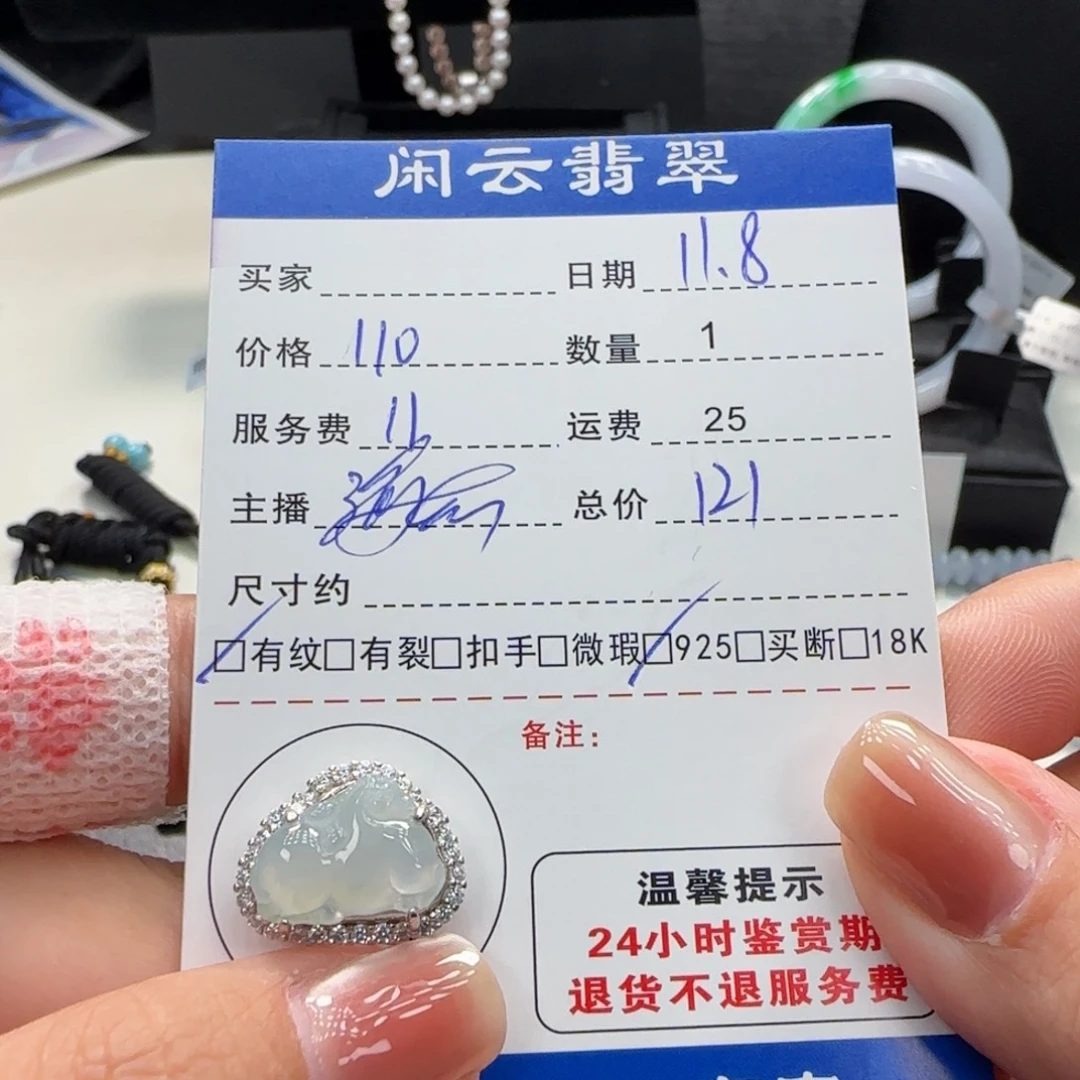 闲云翡翠
买家 日期 11.8
价格 110 数量 1
服务费 11 运费 25
主播 总价 121
尺寸约
□有纹□有裂□扣手□微瑕□925□买断□18K
备注：
温馨提示
24小时鉴赏期
退货不退服务费